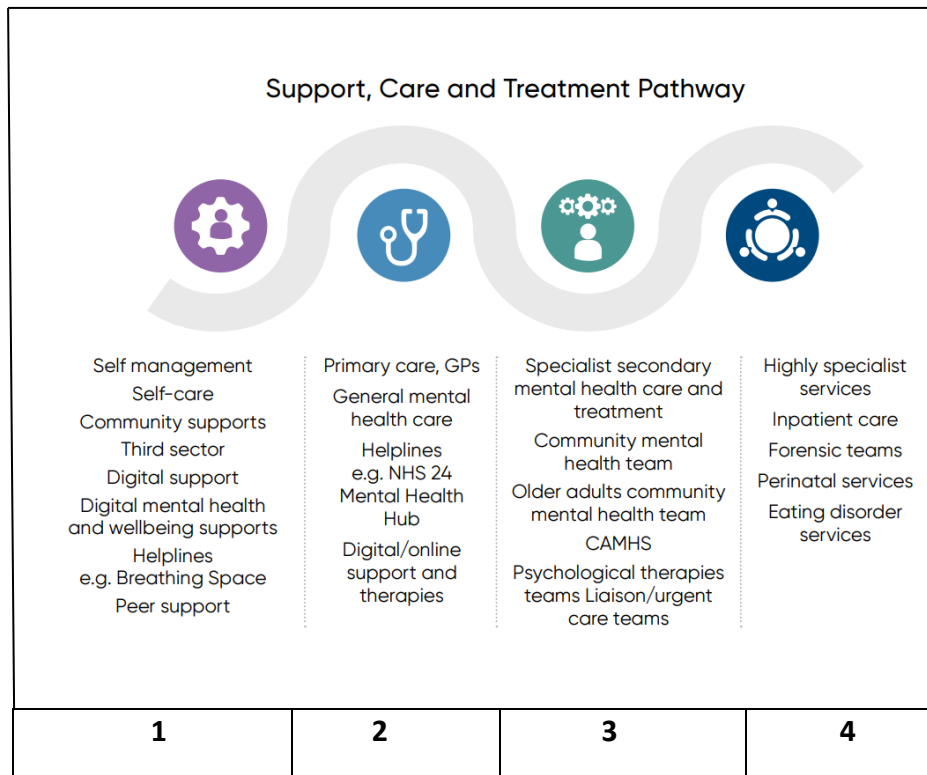 Support, Care and Treatment Pathway
Self management
Self-care
Community supports
Third sector
Digital support
Digital mental health
and wellbeing supports
Helplines
e.g. Breathing Space
Peer support
Primary care, GPs
General mental
health care
Helplines
e.g. NHS 24
Mental Health
Hub
Digital/online
support and
therapies
Specialist secondary
mental health care and
treatment
Community mental
health team
Older adults community
mental health team
CAMHS
Psychological therapies
teams Liaison/urgent
care teams
Highly specialist
services
Inpatient care
Forensic teams
Perinatal services
Eating disorder
services
1
2
3
4